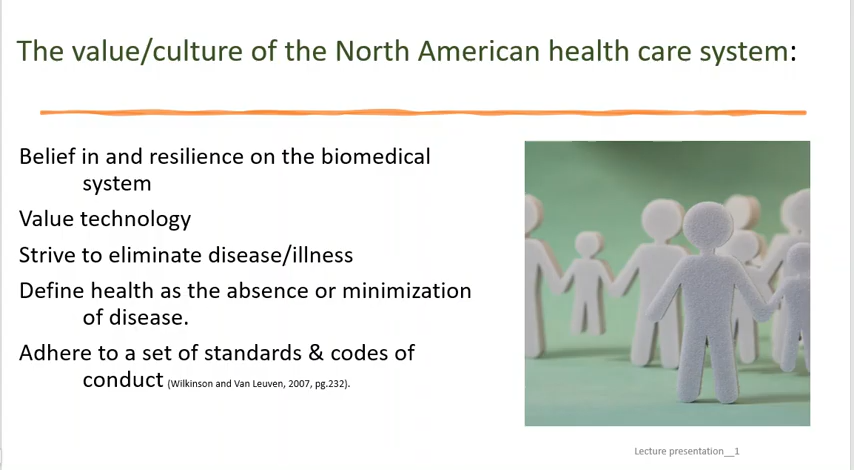 The value/culture of the North American health care system:
Belief in and resilience on the biomedical
system
Value technology
Strive to eliminate disease/illness
Define health as the absence or minimization
of disease.
Adhere to a set of standards & codes of
conduct (Wilkinson and Van Leuven, 2007, pg.232).
Lecture presentation__1